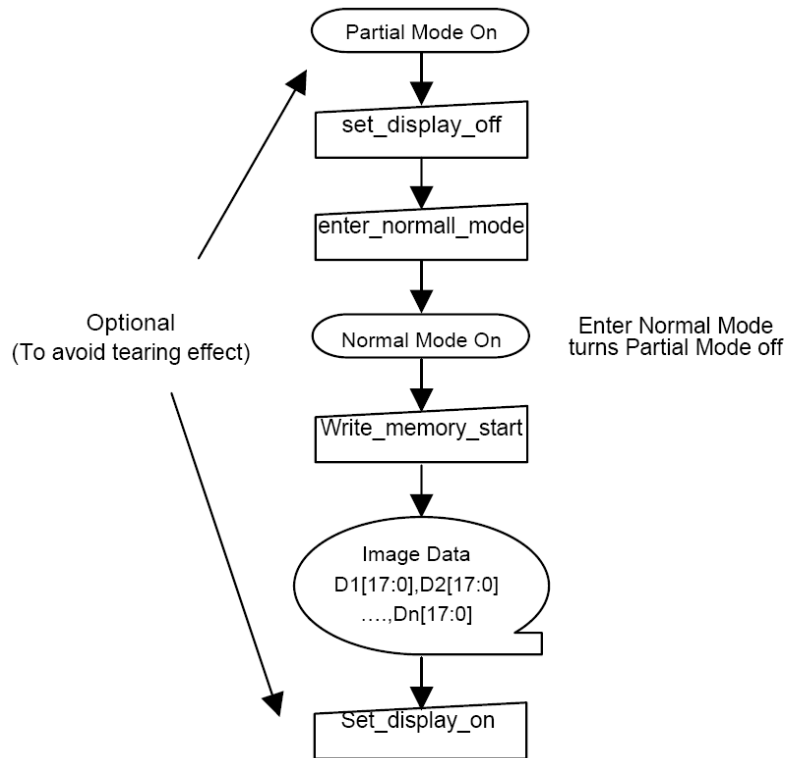 Partial Mode On
set_display_off
enter_normall_mode
Optional
(To avoid tearing effect)
Normal Mode On
Enter Normal Mode
turns Partial Mode off
Write_memory_start
Image Data
D1[17:0],D2[17:0]
....,Dn[17:0]
Set_display_on